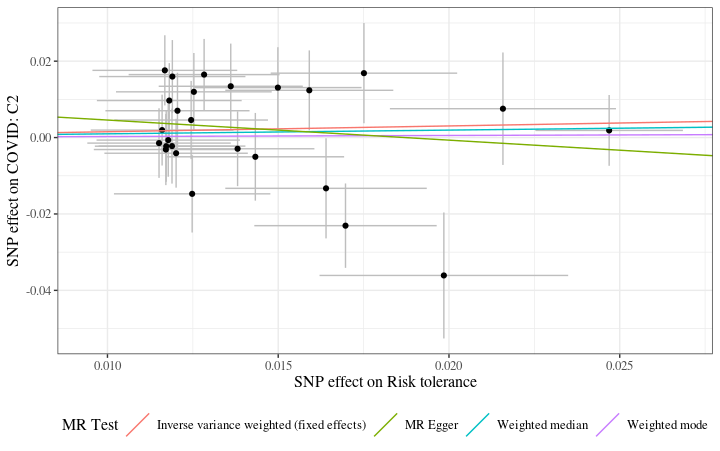 SNP effect on COVID: C2
0.02
0.00
-0.02
-0.04
0.010
0.015
0.020
0.025
SNP effect on Risk tolerance
MR Test
Inverse variance weighted (fixed effects)
MR Egger
Weighted median
Weighted mode